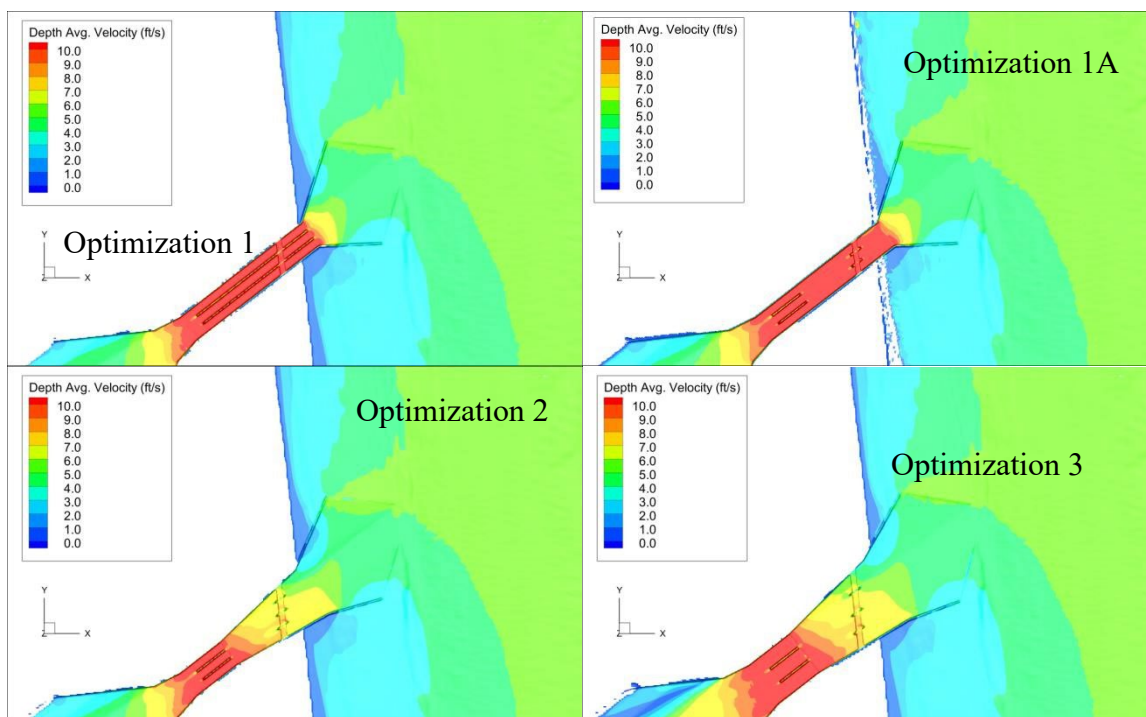 Depth Avg. Velocity (ft/s)
10.0
9.0
8.0
7.0
6.0
5.0
4.0
3.0
2.0
1.0
0.0
Optimization 1
Y
Z
X
Depth Avg. Velocity (ft/s)
10.0
9.0
8.0
7.0
6.0
5.0
4.0
3.0
2.0
1.0
0.0
Optimization 1A
Y
Z
X
Depth Avg. Velocity (ft/s)
10.0
9.0
8.0
7.0
6.0
5.0
4.0
3.0
2.0
1.0
0.0
Optimization 2
Y
Z
X
Depth Avg. Velocity (ft/s)
10.0
9.0
8.0
7.0
6.0
5.0
4.0
3.0
2.0
1.0
0.0
Optimization 3
Y
Z
X